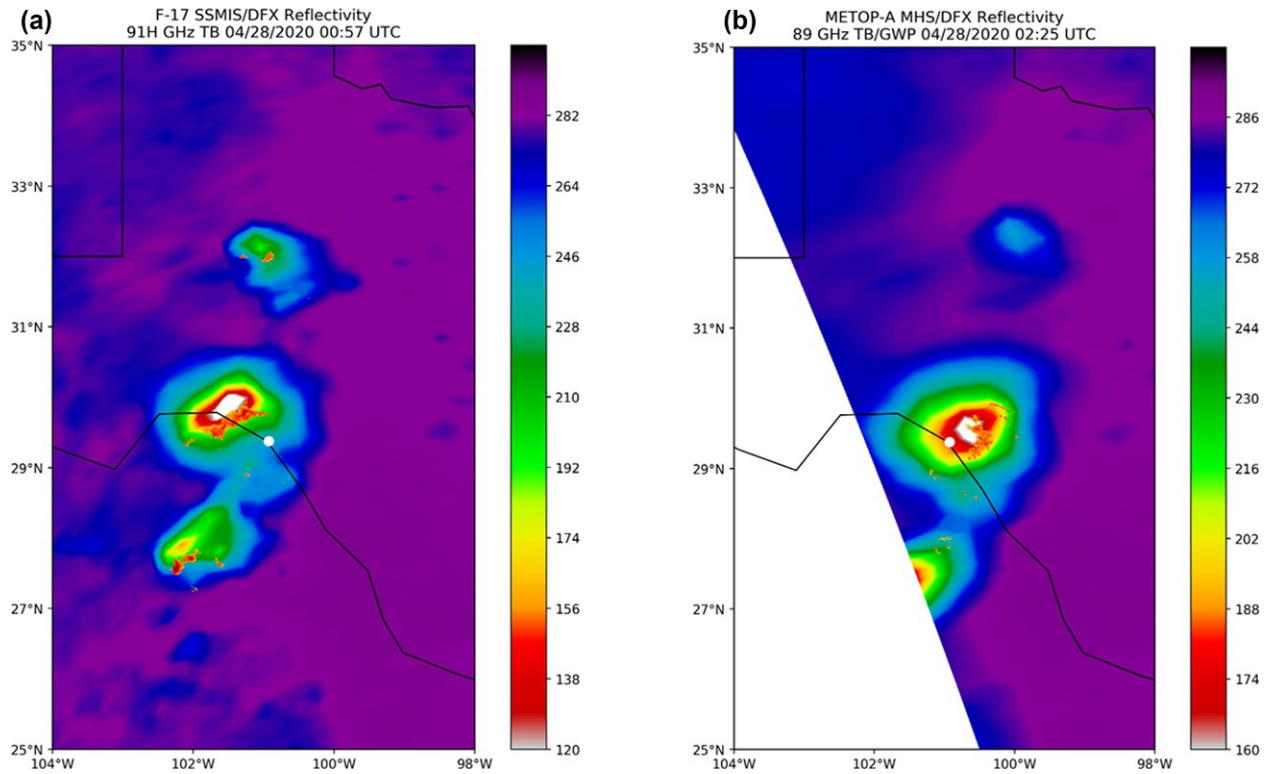 (a)
F-17 SSMIS/DFX Reflectivity
91H GHz TB 04/28/2020 00:57 UTC
35°N
33°N
31°N
29°N
27°N
25°N
104°W
102°W
100°W
98°W
282
264
246
228
210
192
174
156
138
120
(b)
METOP-A MHS/DFX Reflectivity
89 GHz TB/GWP 04/28/2020 02:25 UTC
35°N
33°N
31°N
29°N
27°N
25°N
104°W
102°W
100°W
98°W
286
272
258
244
230
216
202
188
174
160